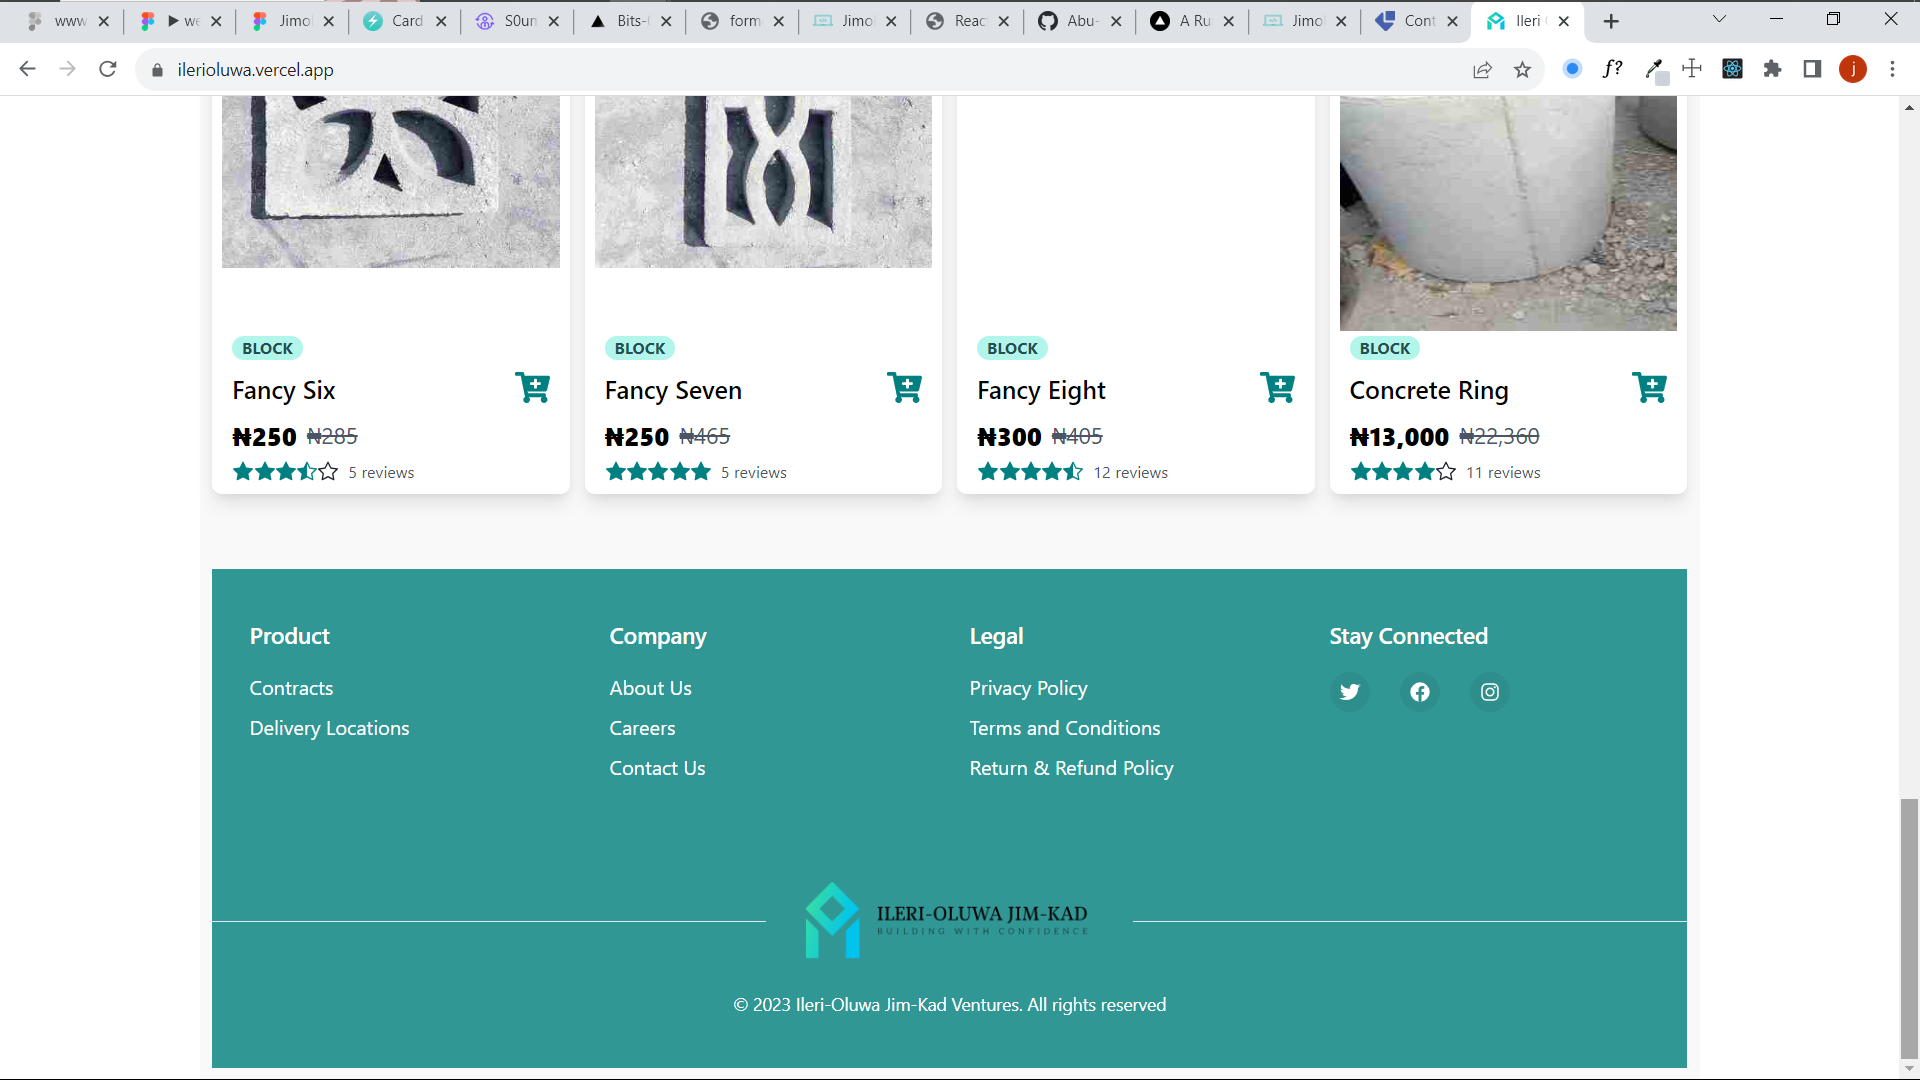 www
we
Jimo
Card
S0un
Bits-
form
Jimo
Reac
Abu-
A Ru
Jimo
Cont
Ileri
ilerioluwa.vercel.app
f?
j
BLOCK
BLOCK
BLOCK
BLOCK
Fancy Six
Fancy Seven
Fancy Eight
Concrete Ring
₦250 ₦285
₦250 ₦465
₦300 ₦405
₦13,000 ₦22,360
5 reviews
5 reviews
12 reviews
11 reviews
Product
Contracts
Delivery Locations
Company
About Us
Careers
Contact Us
Legal
Privacy Policy
Terms and Conditions
Return & Refund Policy
Stay Connected
ILERI-OLUWA JIM-KAD
BUILDING WITH CONFIDENCE
© 2023 Ileri-Oluwa Jim-Kad Ventures. All rights reserved